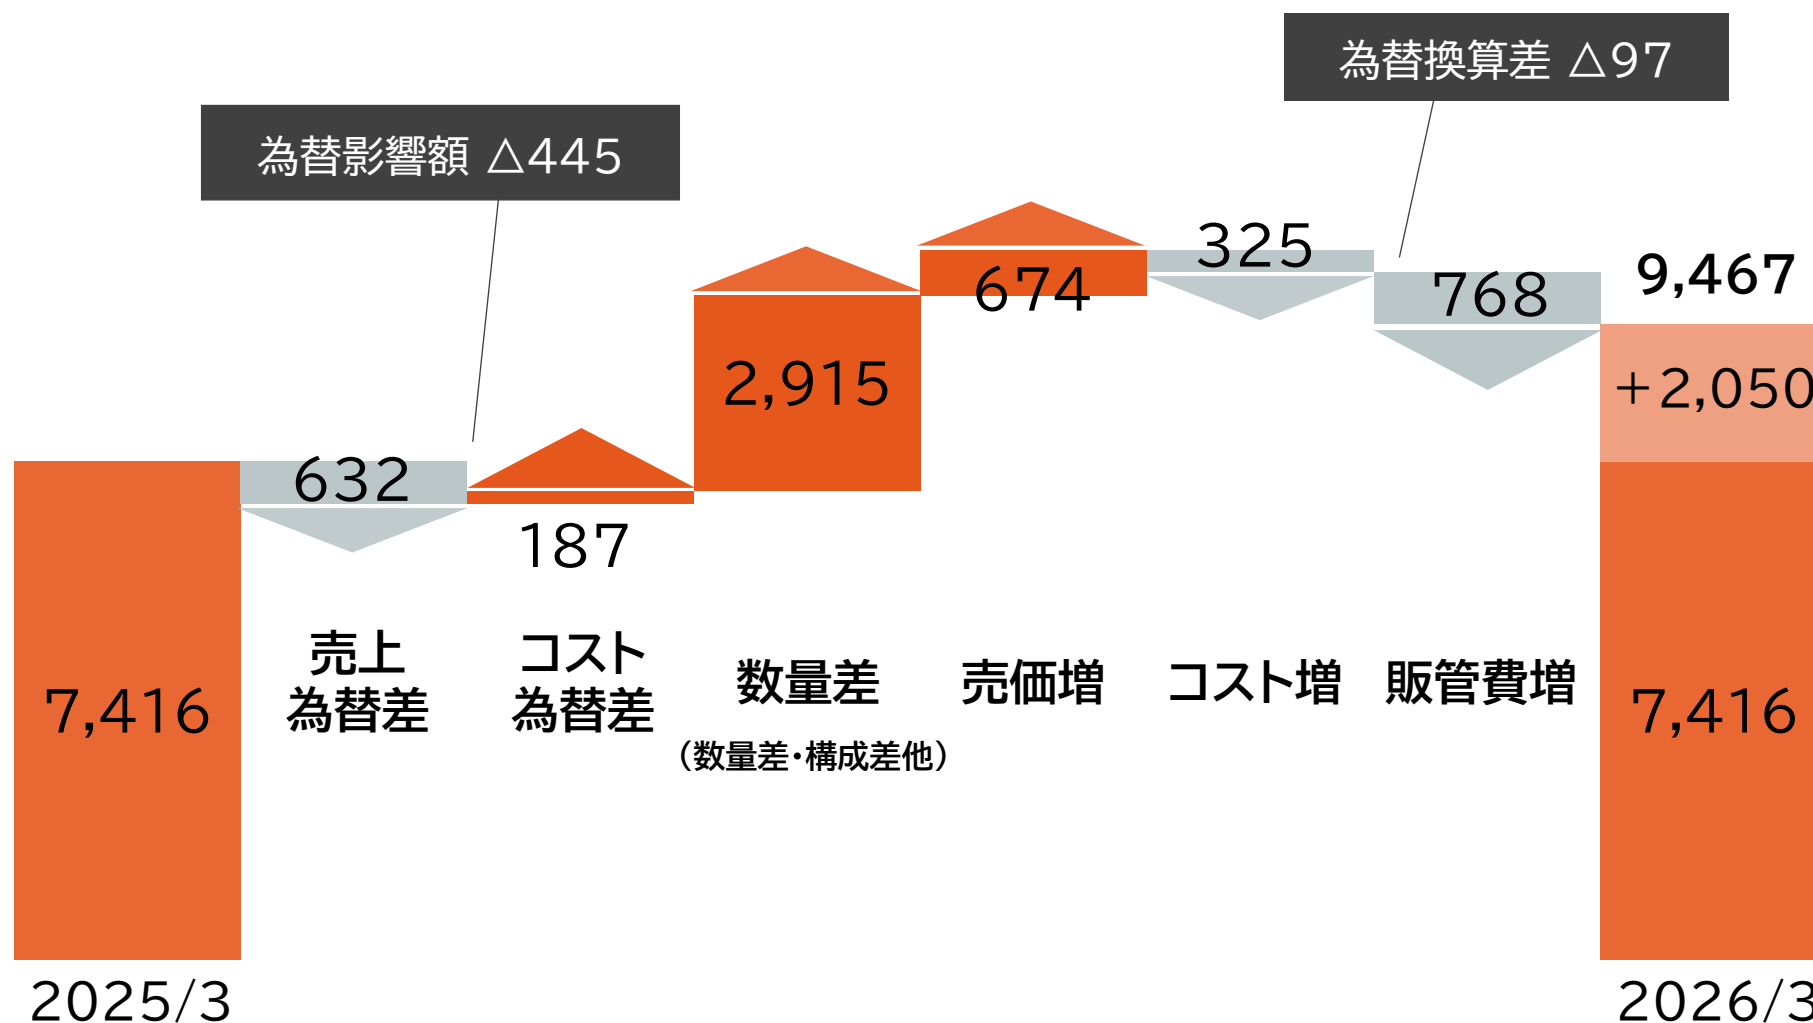 為替換算差 △97
為替影響額 △445
325
9,467
674
768
2,915
+2,050
632
187
売上
為替差
コスト
為替差
数量差
(数量差・構成差他)
売価増
コスト増
販管費増
7,416
7,416
2025/3
2026/3